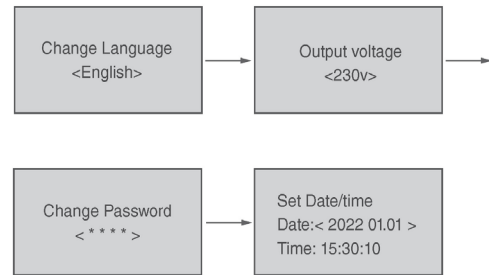 Change Language
<English>
Output voltage
<230v>
Change Password
< * * * * >
Set Date/time
Date:< 2022 01.01 >
Time: 15:30:10